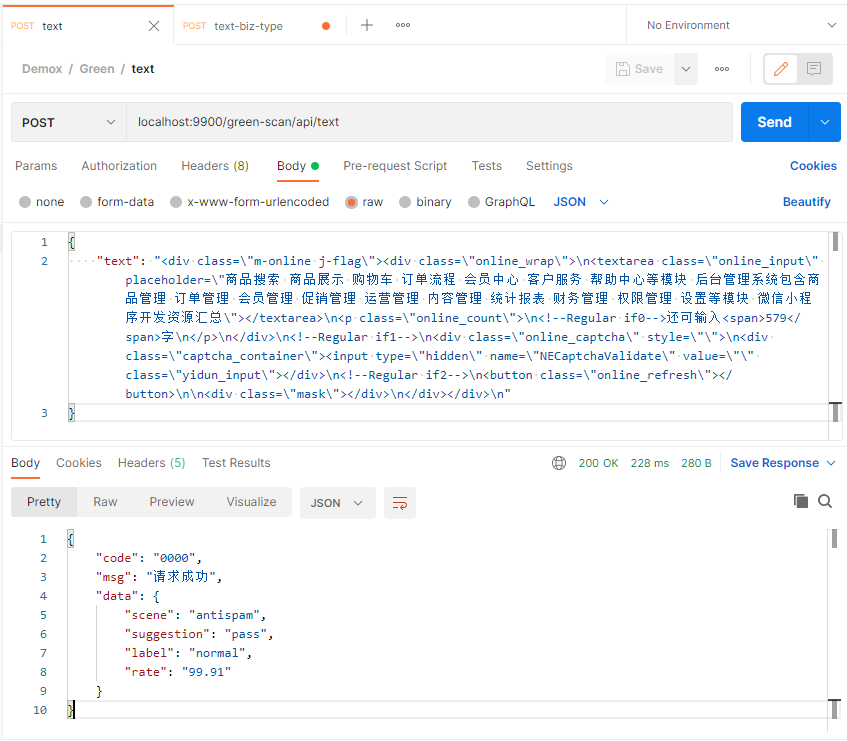 POST text POST text-biz-type No Environment
Demox / Green / text Save
POST localhost:9900/green-scan/api/text Send
Params Authorization Headers (8) Body Pre-request Script Tests Settings Cookies
none form-data x-www-form-urlencoded raw binary GraphQL JSON Beautify
1 {
2 "text": "<div class=\"m-online j-flag\"><div class=\"online_wrap\">\n<textarea class=\"online_input\"
placeholder=\"商品搜索 商品展示 购物车 订单流程 会员中心 客户服务 帮助中心等模块 后台管理系统包含商
品管理 订单管理 会员管理 促销管理 运营管理 内容管理 统计报表 财务管理 权限管理 设置等模块 微信小程
序开发资源汇总\"></textarea>\n<p class=\"online_count\">\n<!--Regular if0-->还可输入<span>579</
span>字\n</p>\n</div>\n<!--Regular if1-->\n<div class=\"online_captcha\" style=\"\">\n<div
class=\"captcha_container\"><input type=\"hidden\" name=\"NECaptchaValidate\" value=\"\"
class=\"yidun_input\"></div>\n<!--Regular if2-->\n<button class=\"online_refresh\"></
button>\n\n<div class=\"mask\"></div>\n</div></div>\n"
3 }
Body Cookies Headers (5) Test Results 200 OK 228 ms 280 B Save Response
Pretty Raw Preview Visualize JSON
1 {
2 "code": "0000",
3 "msg": "请求成功",
4 "data": {
5 "scene": "antispam",
6 "suggestion": "pass",
7 "label": "normal",
8 "rate": "99.91"
9 }
10 }